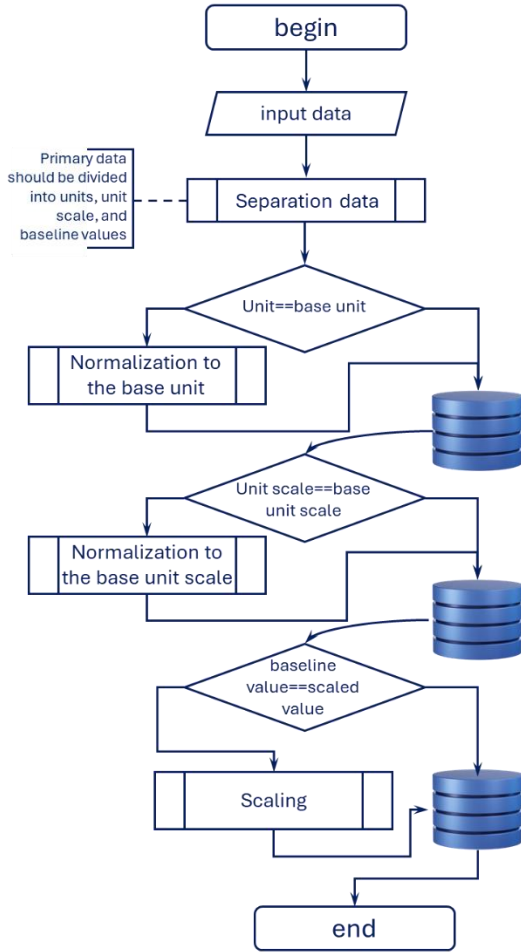 begin
input data
Primary data
should be divided
into units, unit
scale, and
baseline values
Separation data
Unit==base unit
Normalization to
the base unit
Unit scale==base
unit scale
Normalization to
the base unit scale
baseline
value==scaled
value
Scaling
end